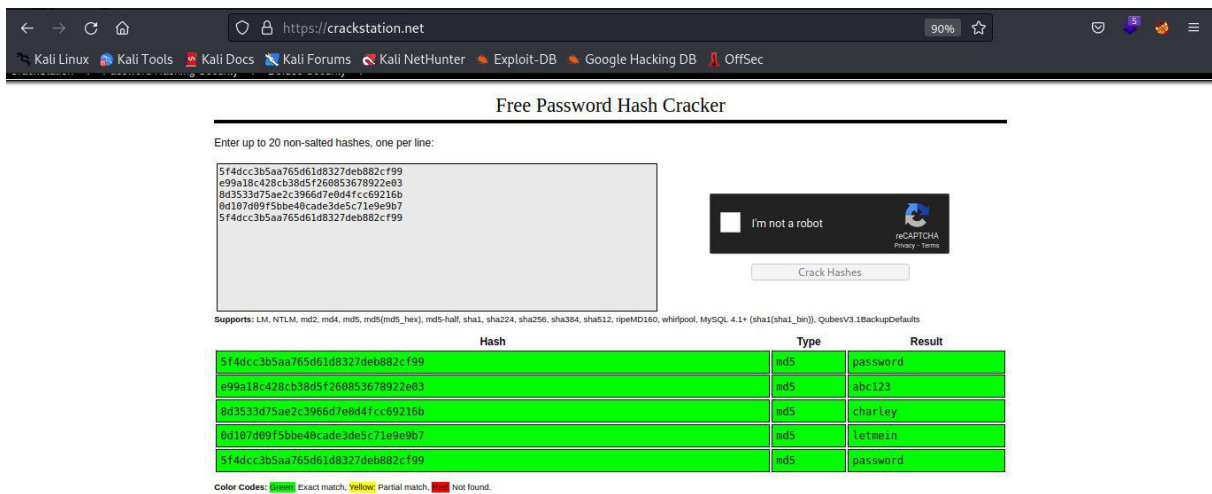 https://crackstation.net 90% 5
Kali Linux Kali Tools Kali Docs Kali Forums Kali NetHunter Exploit-DB Google Hacking DB OffSec
Free Password Hash Cracker
Enter up to 20 non-salted hashes, one per line:
5f4dcc3b5aa765d61d8327deb882cf99
e99a18c428cb38d5f260853678922e03
8d3533d75ae2c3966d7e0d4fcc69216b
0d107d09f5bbe40cade3de5c71e9e9b7
5f4dcc3b5aa765d61d8327deb882cf99
I'm not a robot
reCAPTCHA
Privacy - Terms
Crack Hashes
Supports: LM, NTLM, md2, md4, md5, md5(md5_hex), md5-half, sha1, sha224, sha256, sha384, sha512, ripeMD160, whirlpool, MySQL 4.1+ (sha1(sha1_bin)), QubesV3.1BackupDefaults
Hash Type Result
5f4dcc3b5aa765d61d8327deb882cf99 md5 password
e99a18c428cb38d5f260853678922e03 md5 abc123
8d3533d75ae2c3966d7e0d4fcc69216b md5 charley
0d107d09f5bbe40cade3de5c71e9e9b7 md5 letmein
5f4dcc3b5aa765d61d8327deb882cf99 md5 password
Color Codes: Green: Exact match, Yellow: Partial match, Red: Not found.